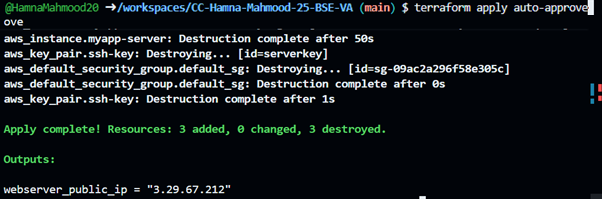 @HamnaMahmood20 ➜/workspaces/CC-Hamna-Mahmood-25-BSE-VA (main) $ terraform apply auto-approve
ove
aws_instance.myapp-server: Destruction complete after 50s
aws_key_pair.ssh-key: Destroying... [id=serverkey]
aws_default_security_group.default_sg: Destroying... [id=sg-09ac2a296f58e305c]
aws_default_security_group.default_sg: Destruction complete after 0s
aws_key_pair.ssh-key: Destruction complete after 1s
Apply complete! Resources: 3 added, 0 changed, 3 destroyed.
Outputs:
webserver_public_ip = "3.29.67.212"